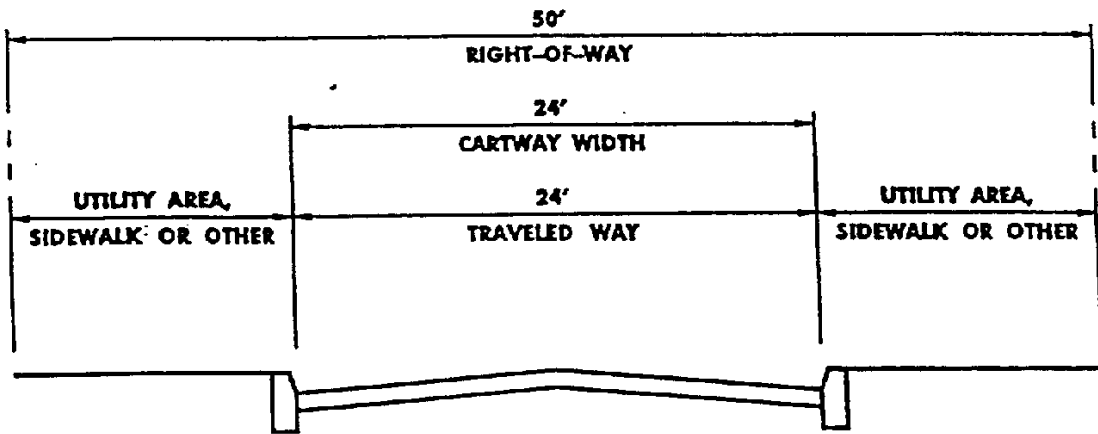 50'
RIGHT-OF-WAY
24'
CARTWAY WIDTH
UTILITY AREA,
SIDEWALK OR OTHER
24'
TRAVELED WAY
UTILITY AREA,
SIDEWALK OR OTHER